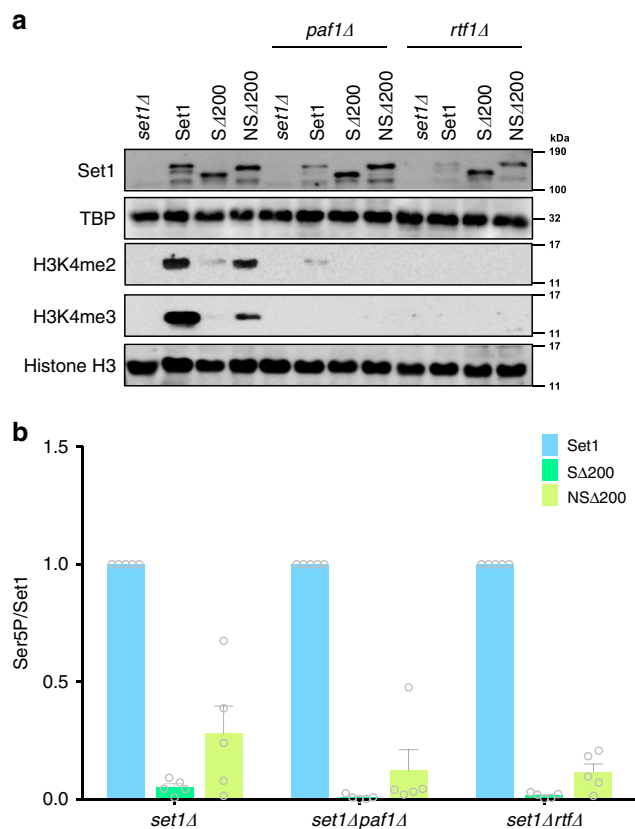 a
paf1Δ rtf1Δ
set1Δ Set1 SΔ200 NSΔ200 set1Δ Set1 SΔ200 NSΔ200 set1Δ Set1 SΔ200 NSΔ200
kDa
Set1 190
100
TBP 32
H3K4me2 17
11
H3K4me3 17
11
Histone H3 17
11
b
Set1
SΔ200
NSΔ200
Ser5P/Set1
1.5
1.0
0.5
0.0
set1Δ set1Δpaf1Δ set1Δrtf1Δ